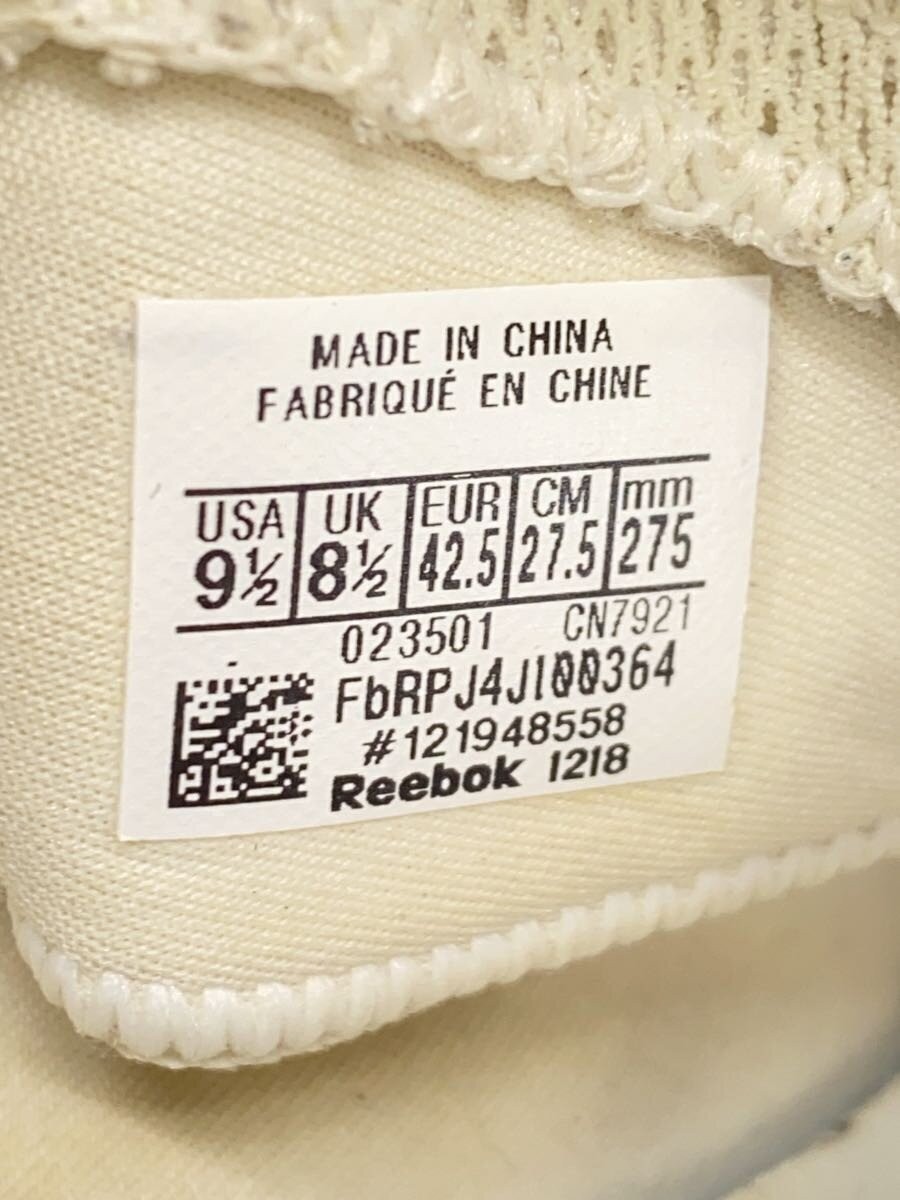 MADE IN CHINA
FABRIQUÉ EN CHINE
USA UK EUR CM mm
9½ 8½ 42.5 27.5 275
023501 CN7921
FbRPJ4J100364
#121948558
Reebok 1218